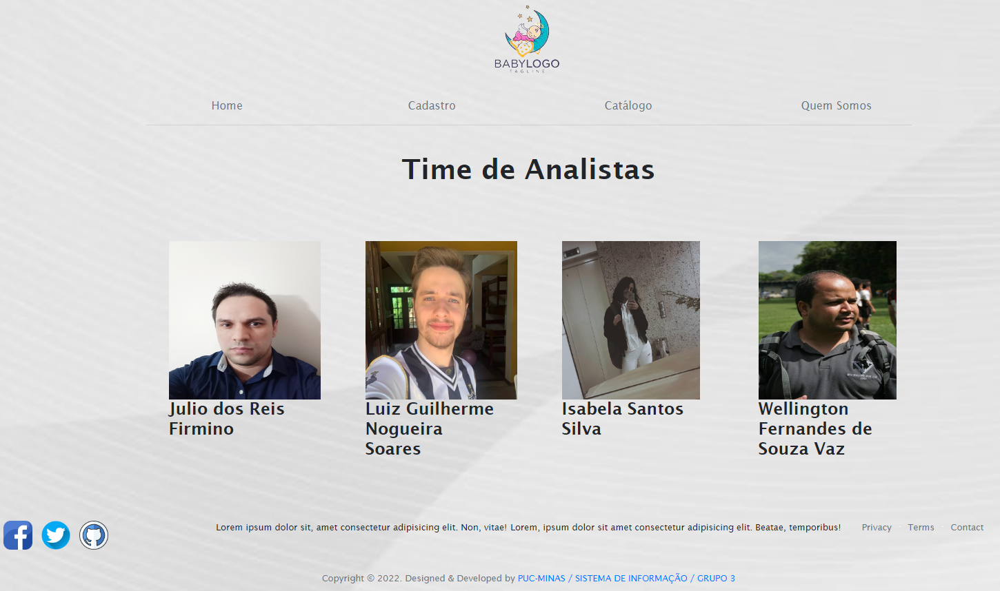 BABYLOGO
TAGLINE
Home Cadastro Catálogo Quem Somos
Time de Analistas
Julio dos Reis
Firmino
Luiz Guilherme
Nogueira
Soares
Isabela Santos
Silva
Wellington
Fernandes de
Souza Vaz
Lorem ipsum dolor sit, amet consectetur adipisicing elit. Non, vitae! Lorem, ipsum dolor sit amet consectetur adipisicing elit. Beatae, temporibus! Privacy · Terms · Contact
Copyright © 2022. Designed & Developed by PUC-MINAS / SISTEMA DE INFORMAÇÃO / GRUPO 3